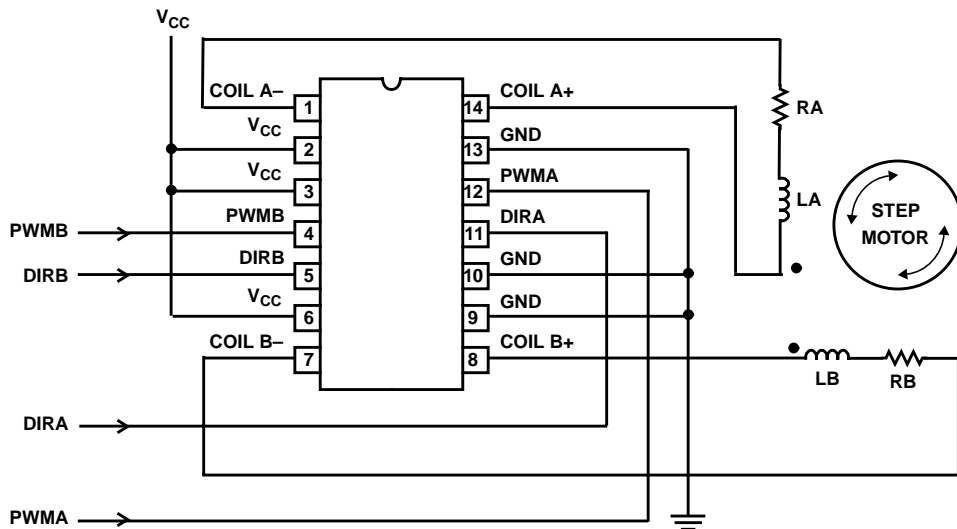 VCC
COIL A–
1
14
COIL A+
RA
VCC
2
13
GND
VCC
3
12
PWMA
LA
PWMB
PWMB
4
11
DIRA
STEP
MOTOR
DIRB
DIRB
5
10
GND
VCC
6
9
GND
COIL B–
7
8
COIL B+
LB
RB
DIRA
PWMA